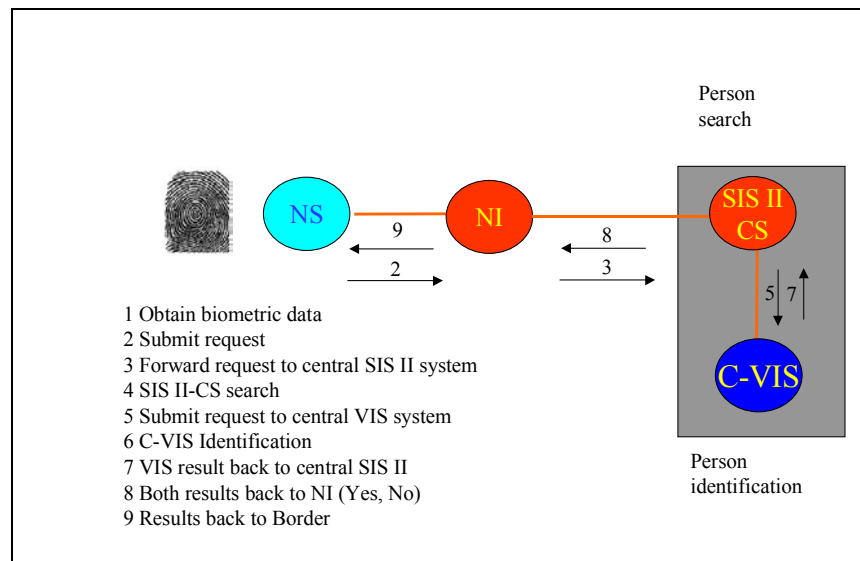 Person
search
NS
NI
SIS II
CS
9
2
8
3
5 7
C-VIS
1 Obtain biometric data
2 Submit request
3 Forward request to central SIS II system
4 SIS II-CS search
5 Submit request to central VIS system
6 C-VIS Identification
7 VIS result back to central SIS II
8 Both results back to NI (Yes, No)
9 Results back to Border
Person
identification